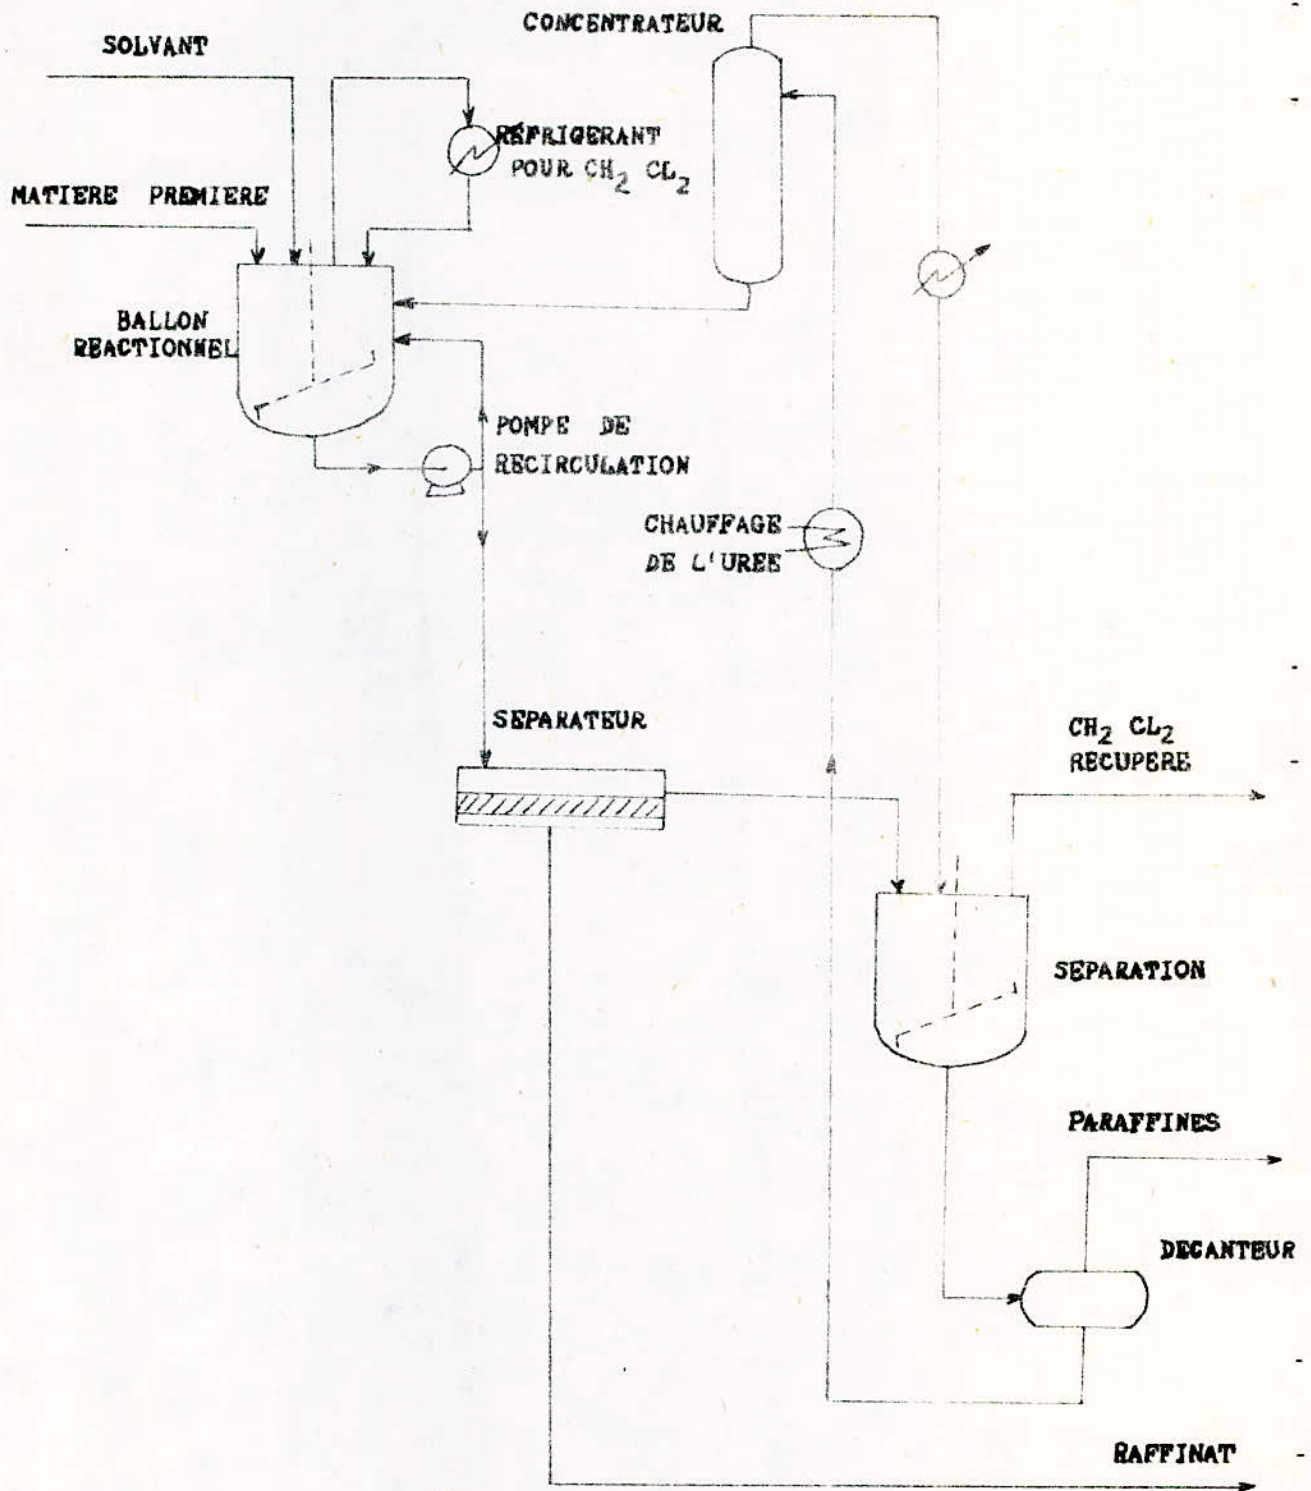 CONCENTRATEUR
SOLVANT
REFRIGERANT
POUR CH₂ CL₂
MATIERE PREMIERE
BALLON
REACTIONNEL
POMPE DE
RECIRCULATION
CHAUFFAGE
DE L'UREE
SEPARATEUR
CH₂ CL₂
RECUPERE
SEPARATION
PARAFFINES
DECANTEUR
RAFFINAT